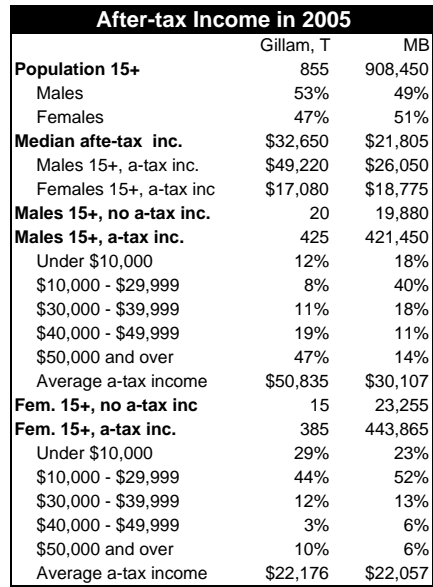 After-tax Income in 2005
Gillam, T MB
Population 15+ 855 908,450
Males 53% 49%
Females 47% 51%
Median afte-tax inc. $32,650 $21,805
Males 15+, a-tax inc. $49,220 $26,050
Females 15+, a-tax inc $17,080 $18,775
Males 15+, no a-tax inc. 20 19,880
Males 15+, a-tax inc. 425 421,450
Under $10,000 12% 18%
$10,000 - $29,999 8% 40%
$30,000 - $39,999 11% 18%
$40,000 - $49,999 19% 11%
$50,000 and over 47% 14%
Average a-tax income $50,835 $30,107
Fem. 15+, no a-tax inc 15 23,255
Fem. 15+, a-tax inc. 385 443,865
Under $10,000 29% 23%
$10,000 - $29,999 44% 52%
$30,000 - $39,999 12% 13%
$40,000 - $49,999 3% 6%
$50,000 and over 10% 6%
Average a-tax income $22,176 $22,057